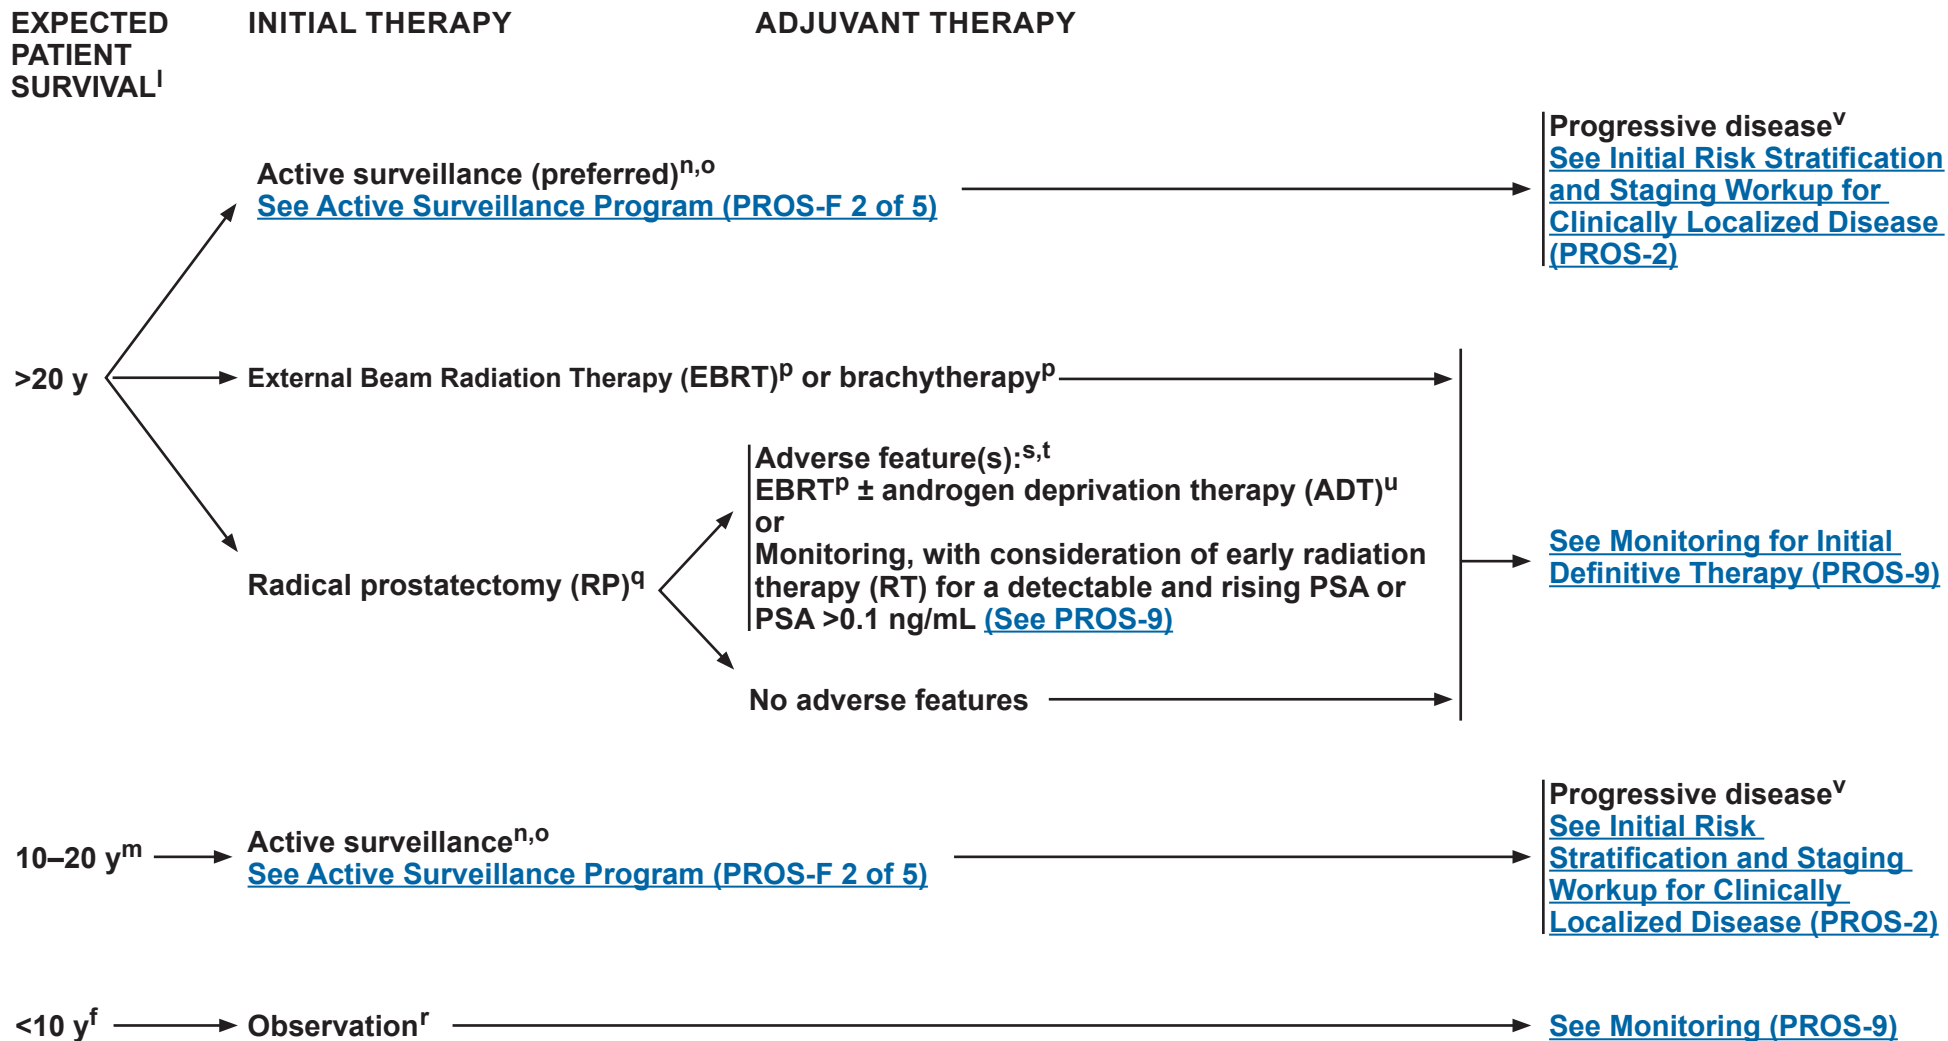 EXPECTED
PATIENT
SURVIVALl
INITIAL THERAPY
ADJUVANT THERAPY
Active surveillance (preferred)n,o
See Active Surveillance Program (PROS-F 2 of 5)
Progressive diseasev
See Initial Risk Stratification
and Staging Workup for
Clinically Localized Disease
(PROS-2)
>20 y
External Beam Radiation Therapy (EBRT)p or brachytherapyp
Radical prostatectomy (RP)q
Adverse feature(s):s,t
EBRTp ± androgen deprivation therapy (ADT)u
or
Monitoring, with consideration of early radiation
therapy (RT) for a detectable and rising PSA or
PSA >0.1 ng/mL (See PROS-9)
No adverse features
See Monitoring for Initial
Definitive Therapy (PROS-9)
10–20 ym
Active surveillancen,o
See Active Surveillance Program (PROS-F 2 of 5)
Progressive diseasev
See Initial Risk
Stratification and Staging
Workup for Clinically
Localized Disease (PROS-2)
<10 yf
Observationr
See Monitoring (PROS-9)